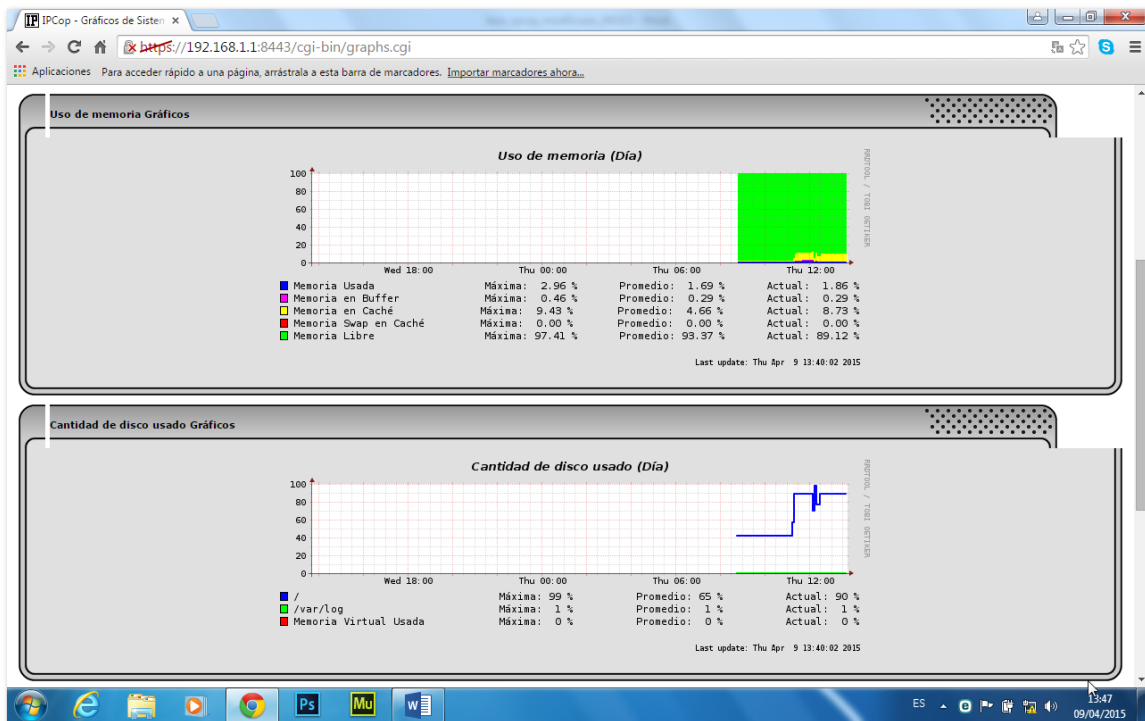 IPCop - Gráficos de Sisten
https://192.168.1.1:8443/cgi-bin/graphs.cgi
Aplicaciones Para acceder rápido a una página, arrástrala a esta barra de marcadores. Importar marcadores ahora...
Uso de memoria Gráficos
Uso de memoria (Día)
RRDTOOL / TOBI OETIKER
100
80
60
40
20
0
Wed 18:00 Thu 00:00 Thu 06:00 Thu 12:00
Memoria Usada Máxima: 2.96 % Promedio: 1.69 % Actual: 1.86 %
Memoria en Buffer Máxima: 0.46 % Promedio: 0.29 % Actual: 0.29 %
Memoria en Caché Máxima: 9.43 % Promedio: 4.66 % Actual: 8.73 %
Memoria Swap en Caché Máxima: 0.00 % Promedio: 0.00 % Actual: 0.00 %
Memoria Libre Máxima: 97.41 % Promedio: 93.37 % Actual: 89.12 %
Last update: Thu Apr 9 13:40:02 2015
Cantidad de disco usado Gráficos
Cantidad de disco usado (Día)
RRDTOOL / TOBI OETIKER
100
80
60
40
20
0
Wed 18:00 Thu 00:00 Thu 06:00 Thu 12:00
/ Máxima: 99 % Promedio: 65 % Actual: 90 %
/var/log Máxima: 1 % Promedio: 1 % Actual: 1 %
Memoria Virtual Usada Máxima: 0 % Promedio: 0 % Actual: 0 %
Last update: Thu Apr 9 13:40:02 2015
Ps Mu W ES 13:47
09/04/2015